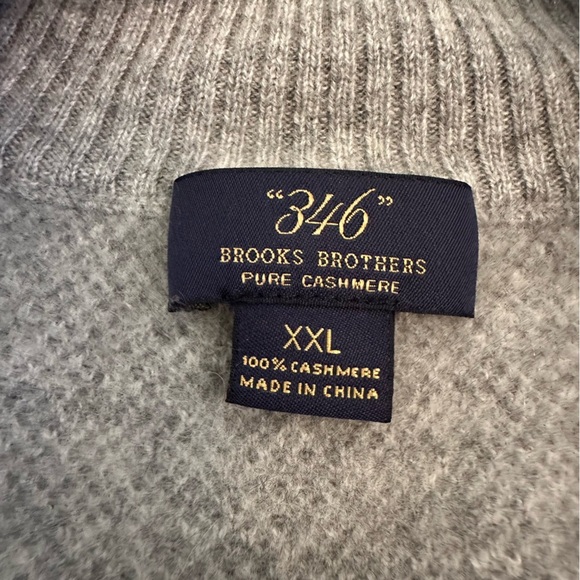 “346”
BROOKS BROTHERS
PURE CASHMERE
XXL
100% CASHMERE
MADE IN CHINA